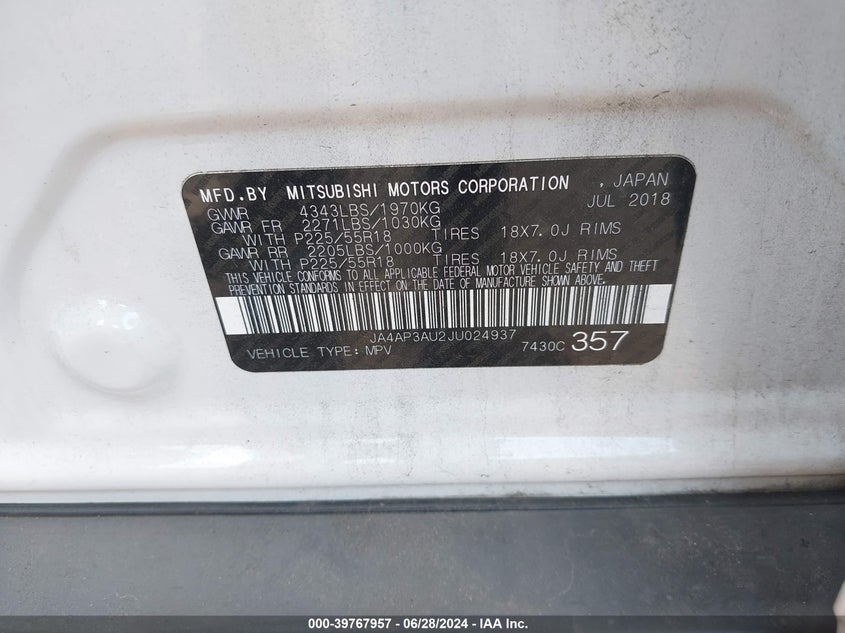 MFD.BY MITSUBISHI MOTORS CORPORATION , JAPAN
GVWR 4343LBS/1970KG JUL 2018
GAWR FR 2271LBS/1030KG
WITH P225/55R18 TIRES 18X7.0J RIMS
GAWR RR 2205LBS/1000KG
WITH P225/55R18 TIRES 18X7.0J RIMS
THIS VEHICLE CONFORMS TO ALL APPLICABLE FEDERAL MOTOR VEHICLE SAFETY AND THEFT
PREVENTION STANDARDS IN EFFECT ON THE DATE OF MANUFACTURE SHOWN ABOVE.
JA4AP3AU2JU024937
VEHICLE TYPE: MPV 7430C 357
000-39767957 - 06/28/2024 - IAA Inc.